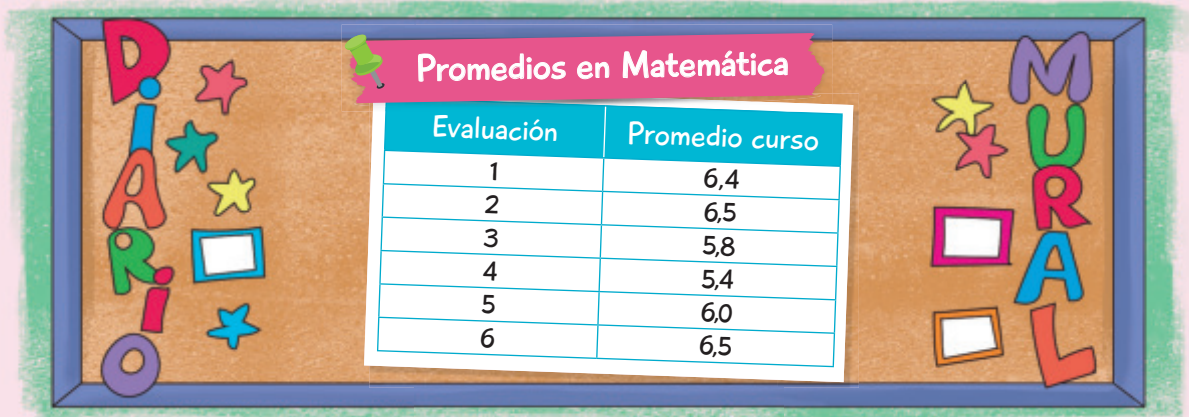 DIARIO
Promedios en Matemática
Evaluación Promedio curso
1 6,4
2 6,5
3 5,8
4 5,4
5 6,0
6 6,5
MURAL